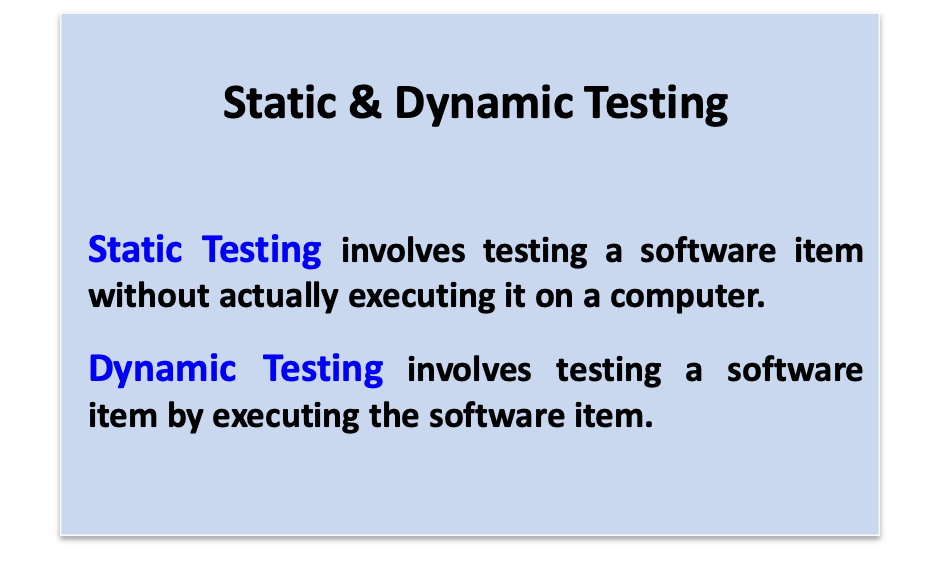 Static & Dynamic Testing
Static Testing involves testing a software item
without actually executing it on a computer.
Dynamic Testing involves testing a software
item by executing the software item.